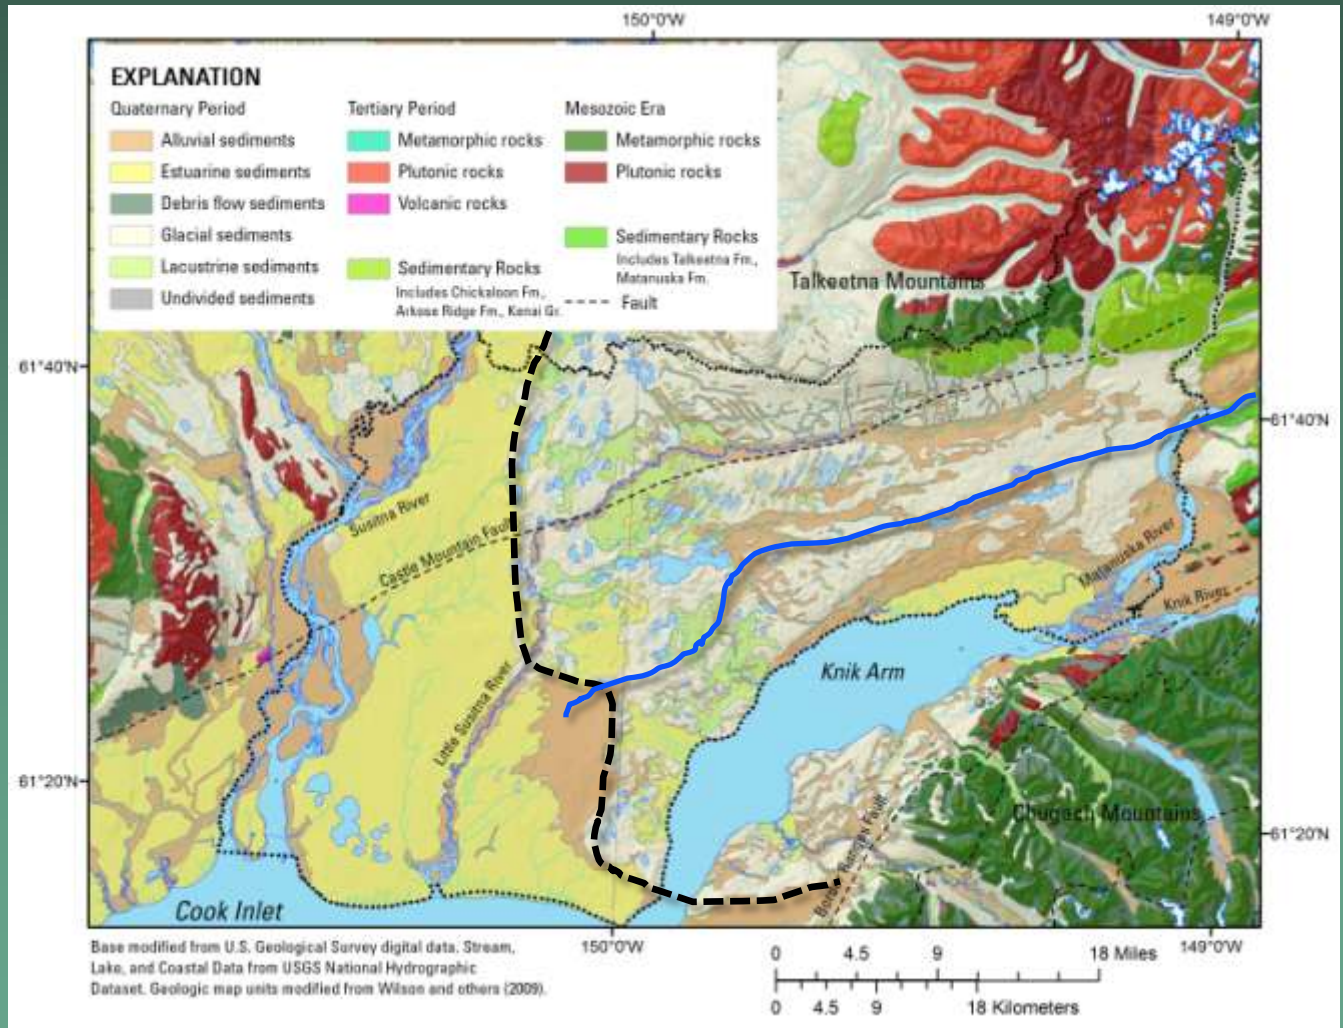 150°0'W
149°0'W
EXPLANATION
Quaternary Period
Alluvial sediments
Estuarine sediments
Debris flow sediments
Glacial sediments
Lacustrine sediments
Undivided sediments
Tertiary Period
Metamorphic rocks
Plutonic rocks
Volcanic rocks
Sedimentary Rocks
Includes Chickaloon Fm.,
Arkose Ridge Fm., Kenai Gr.
Mesozoic Era
Metamorphic rocks
Plutonic rocks
Sedimentary Rocks
Includes Talkeetna Fm.,
Matanuska Fm.
Fault
Talkeetna Mountains
61°40'N
61°40'N
Susitna River
Castle Mountain Fault
Matanuska River
Knik River
Knik Arm
Little Susitna River
61°20'N
61°20'N
Chugach Mountains
Border Ranges Fault
Cook Inlet
150°0'W
149°0'W
Base modified from U.S. Geological Survey digital data. Stream,
Lake, and Coastal Data from USGS National Hydrographic
Dataset. Geologic map units modified from Wilson and others (2009).
0 4.5 9 18 Miles
0 4.5 9 18 Kilometers